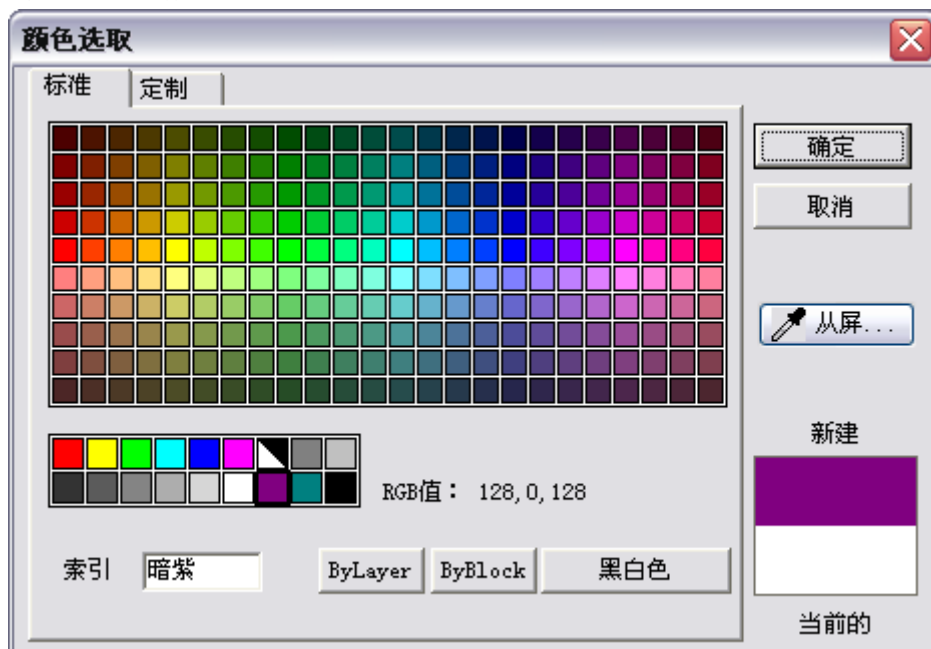 颜色选取
标准
定制
确定
取消
从屏...
新建
RGB值： 128,0,128
索引 暗紫 ByLayer ByBlock 黑白色
当前的